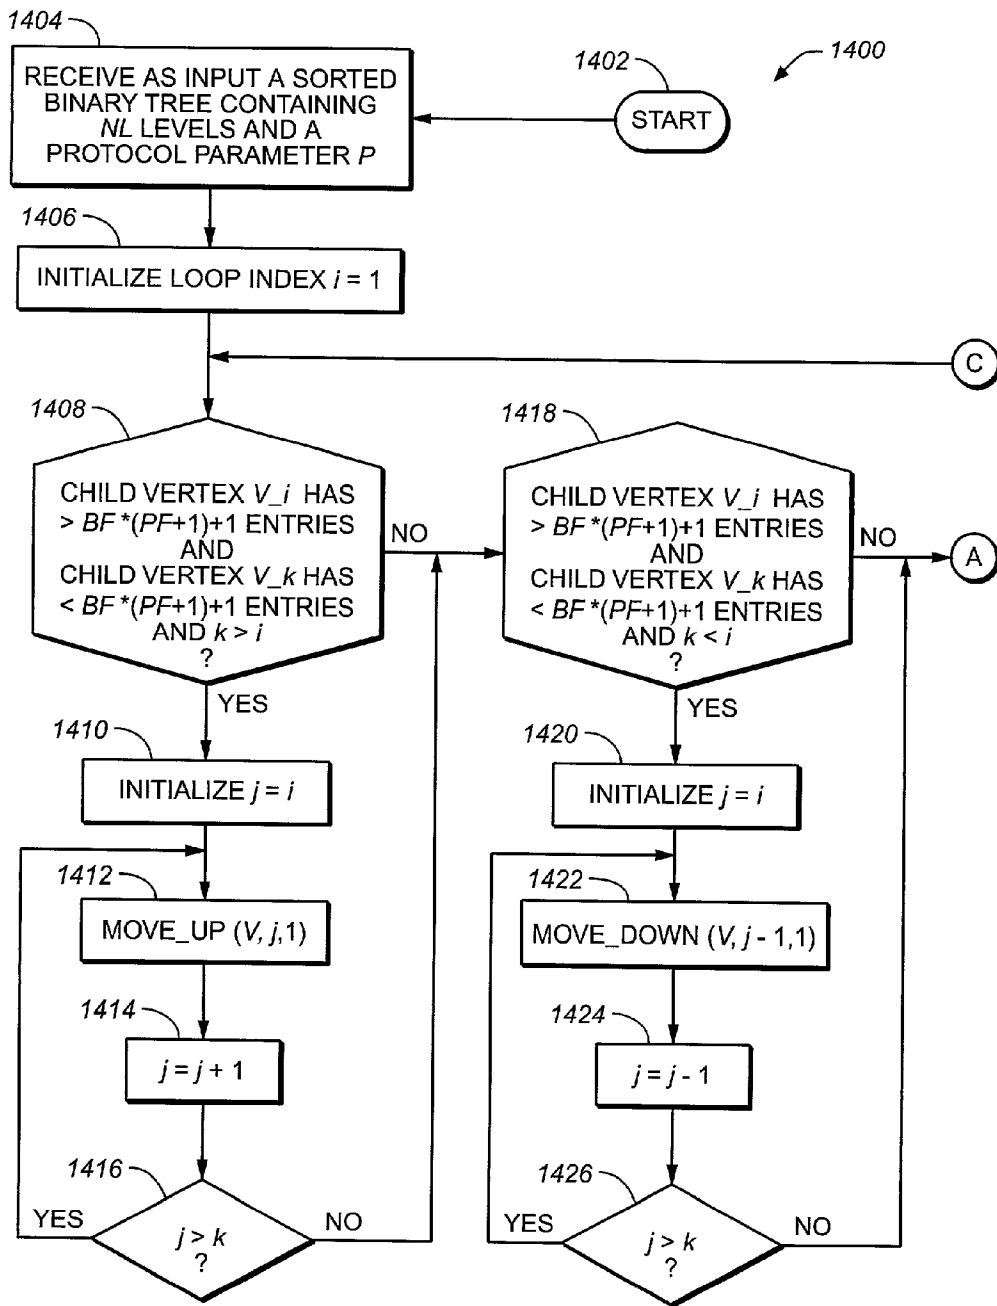 1404
RECEIVE AS INPUT A SORTED
BINARY TREE CONTAINING
NL LEVELS AND A
PROTOCOL PARAMETER P
1402
START
1400
1406
INITIALIZE LOOP INDEX i = 1
C
1408
CHILD VERTEX V_i HAS
> BF *(PF+1)+1 ENTRIES
AND
CHILD VERTEX V_k HAS
< BF *(PF+1)+1 ENTRIES
AND k > i
?
NO
YES
1418
CHILD VERTEX V_i HAS
> BF *(PF+1)+1 ENTRIES
AND
CHILD VERTEX V_k HAS
< BF *(PF+1)+1 ENTRIES
AND k < i
?
NO
YES
A
1410
INITIALIZE j = i
1412
MOVE_UP (V, j,1)
1414
j = j + 1
1416
j > k
?
YES
NO
1420
INITIALIZE j = i
1422
MOVE_DOWN (V, j - 1,1)
1424
j = j - 1
1426
j > k
?
YES
NO